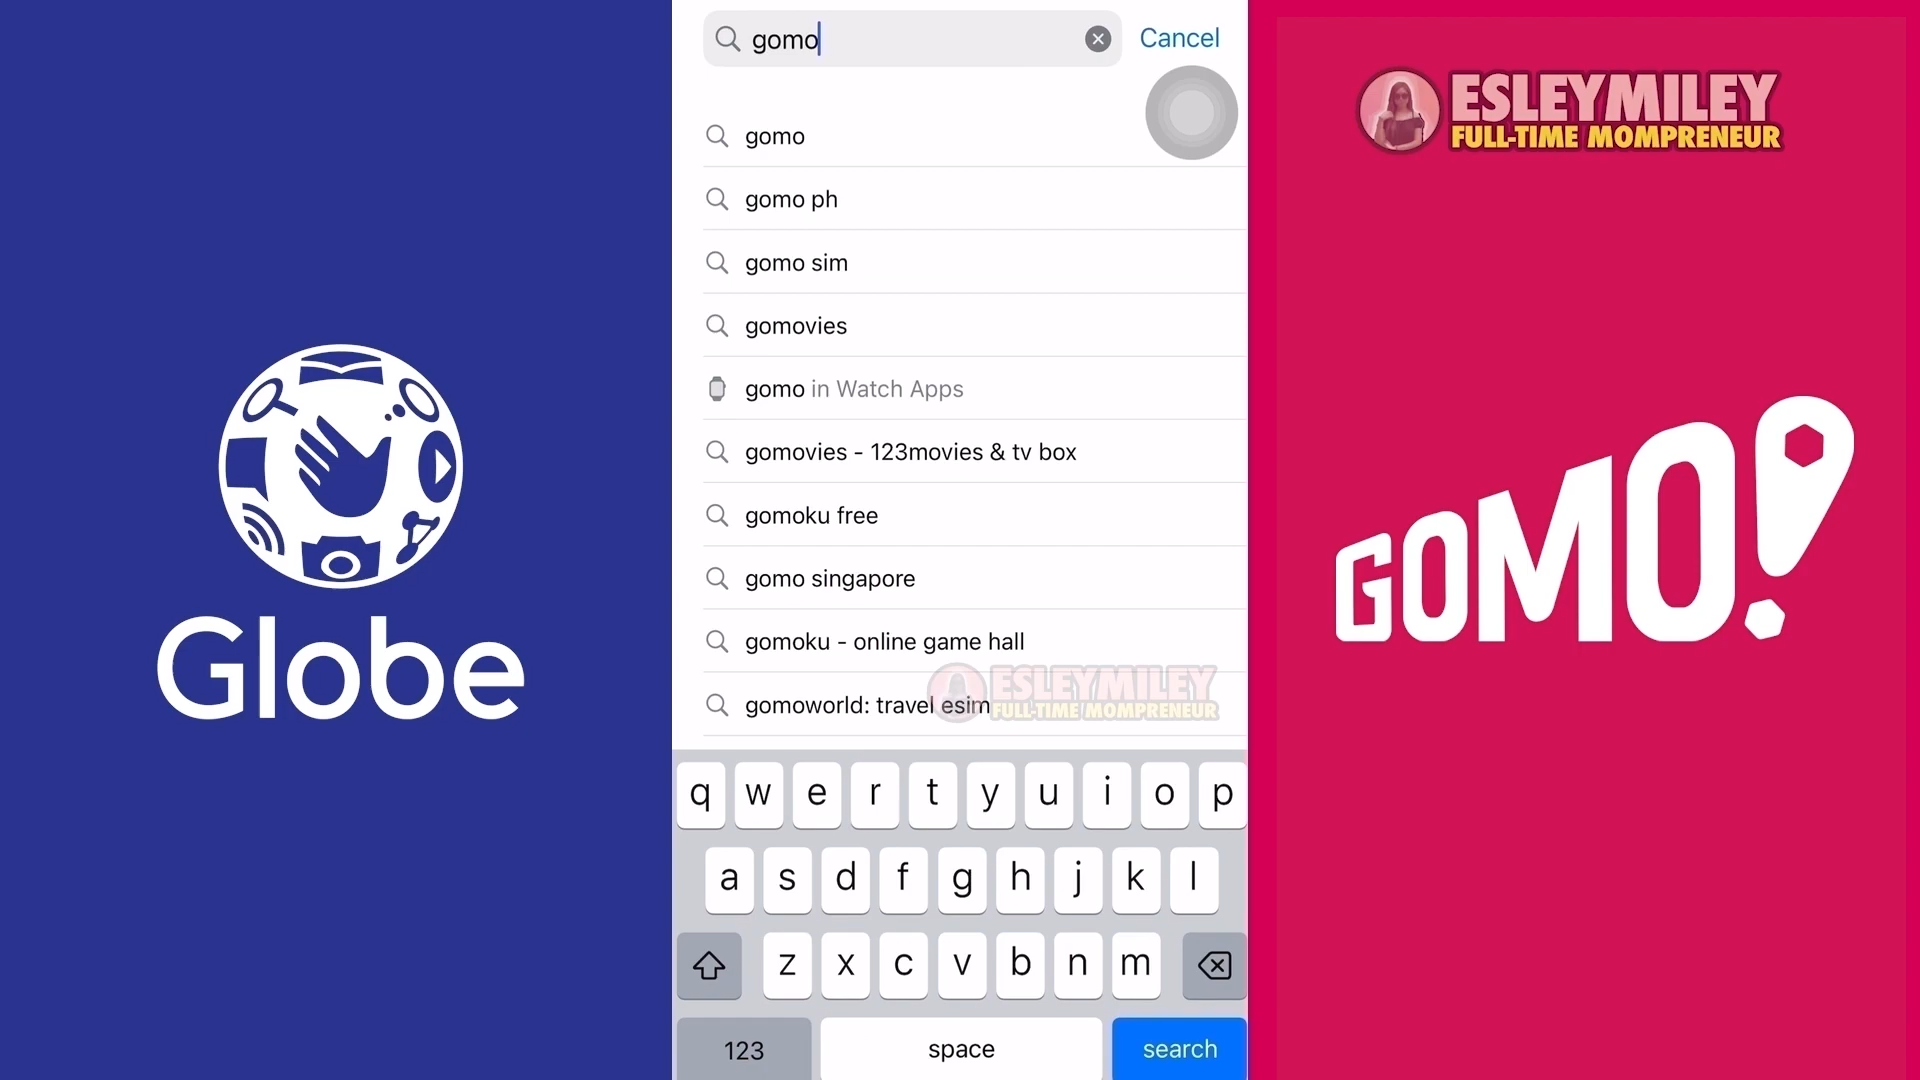 gomo
Cancel
gomo
gomo ph
gomo sim
gomovies
gomo in Watch Apps
gomovies - 123movies & tv box
gomoku free
gomo singapore
gomoku - online game hall
gomoworld: travel esim
ESLEYMILEY
FULL-TIME MOMPRENEUR
q w e r t y u i o p
a s d f g h j k l
z x c v b n m
123 space search
Globe
ESLEYMILEY
FULL-TIME MOMPRENEUR
GOMO!